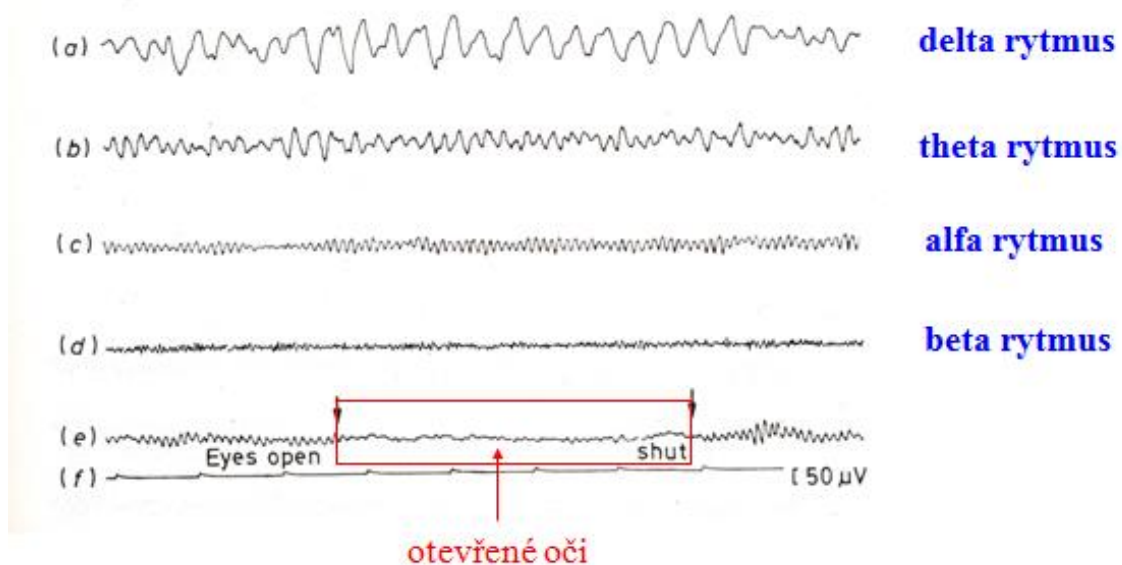 (a) delta rytmus
(b) theta rytmus
(c) alfa rytmus
(d) beta rytmus
(e) Eyes open shut
(f) [ 50 µV
otevřené oči